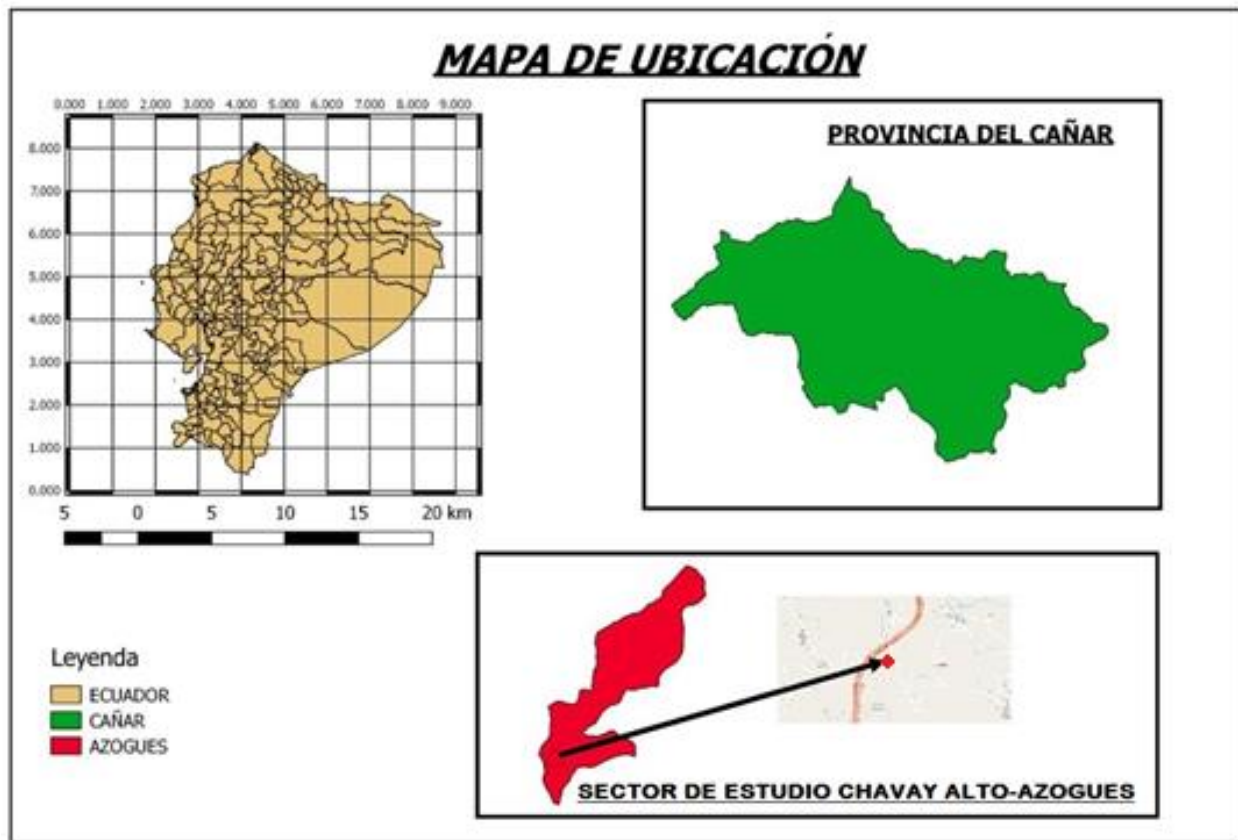 MAPA DE UBICACIÓN
0.000 1.000 2.000 3.000 4.000 5.000 6.000 7.000 8.000 9.000
8.000
7.000
6.000
5.000
4.000
3.000
2.000
1.000
0.000
5 0 5 10 15 20 km
PROVINCIA DEL CAÑAR
Leyenda
ECUADOR
CAÑAR
AZOGUES
SECTOR DE ESTUDIO CHAVAY ALTO-AZOGUES